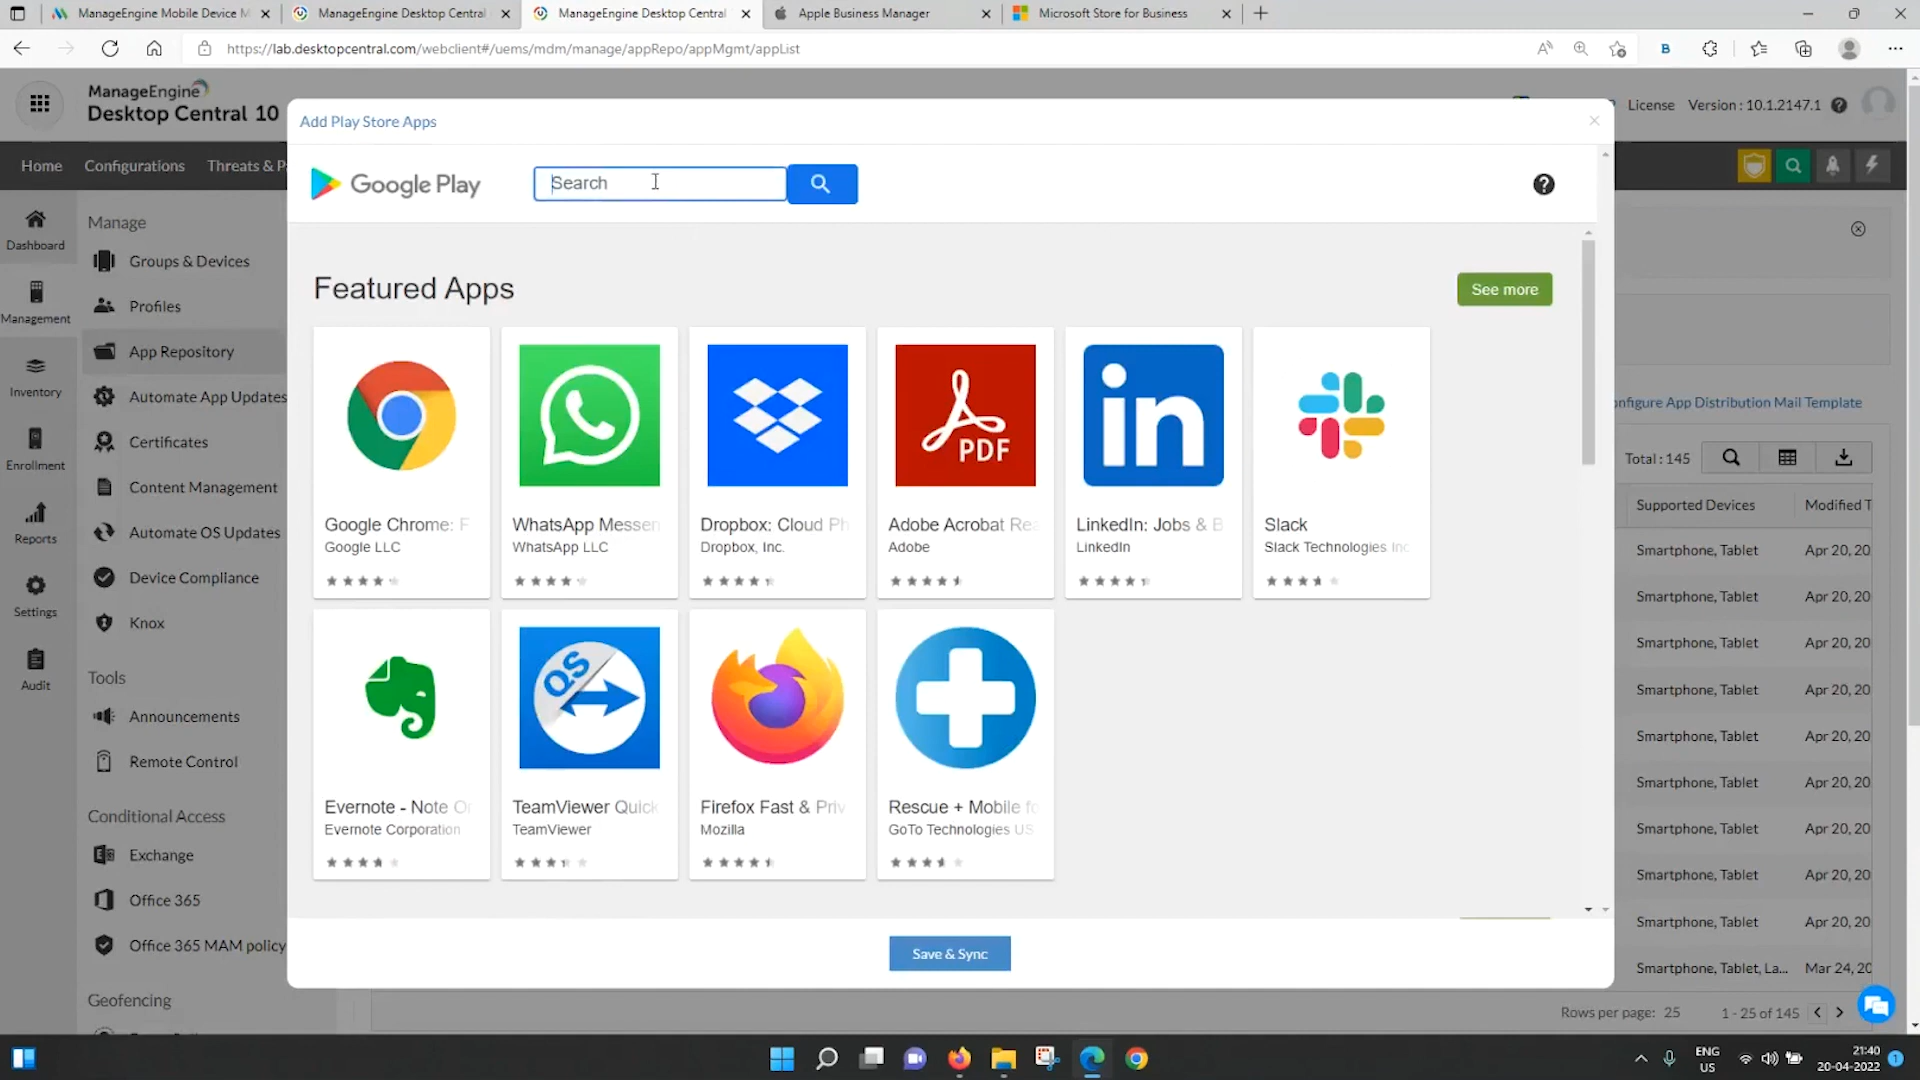 ManageEngine Mobile Device M
ManageEngine Desktop Central
ManageEngine Desktop Central
Apple Business Manager
Microsoft Store for Business
https://lab.desktopcentral.com/webclient#/uems/mdm/manage/appRepo/appMgmt/appList
ManageEngine
Desktop Central 10
License
Version : 10.1.2147.1
Home
Configurations
Threats & P
Add Play Store Apps
Google Play
Search
Dashboard
Management
Inventory
Enrollment
Reports
Settings
Audit
Manage
Groups & Devices
Profiles
App Repository
Automate App Updates
Certificates
Content Management
Automate OS Updates
Device Compliance
Knox
Tools
Announcements
Remote Control
Conditional Access
Exchange
Office 365
Office 365 MAM policy
Geofencing
Featured Apps
See more
PDF
in
Google Chrome: F
Google LLC
WhatsApp Messen
WhatsApp LLC
Dropbox: Cloud Ph
Dropbox, Inc.
Adobe Acrobat Rea
Adobe
LinkedIn: Jobs & B
LinkedIn
Slack
Slack Technologies Inc
QS
Evernote - Note Or
Evernote Corporation
TeamViewer Quick
TeamViewer
Firefox Fast & Priv
Mozilla
Rescue + Mobile fo
GoTo Technologies US
Save & Sync
onfigure App Distribution Mail Template
Total : 145
Supported Devices
Modified T
Smartphone, Tablet
Apr 20, 20
Smartphone, Tablet
Apr 20, 20
Smartphone, Tablet
Apr 20, 20
Smartphone, Tablet
Apr 20, 20
Smartphone, Tablet
Apr 20, 20
Smartphone, Tablet
Apr 20, 20
Smartphone, Tablet
Apr 20, 20
Smartphone, Tablet
Apr 20, 20
Smartphone, Tablet
Apr 20, 20
Smartphone, Tablet, La...
Mar 24, 20
Rows per page: 25
1 - 25 of 145
ENG
US
21:40
20-04-2022
1